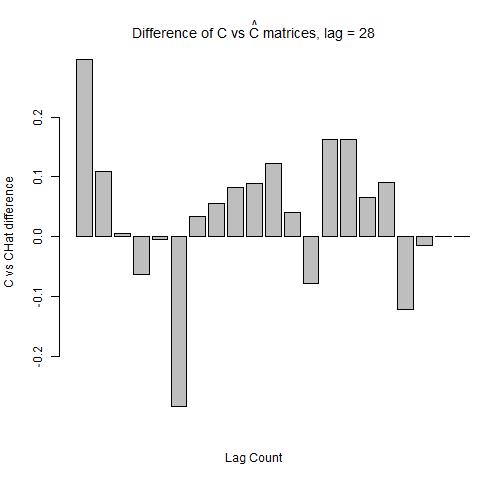 Difference of C vs Ĉ matrices, lag = 28
C vs CHat difference
0.2
0.1
0.0
-0.1
-0.2
Lag Count